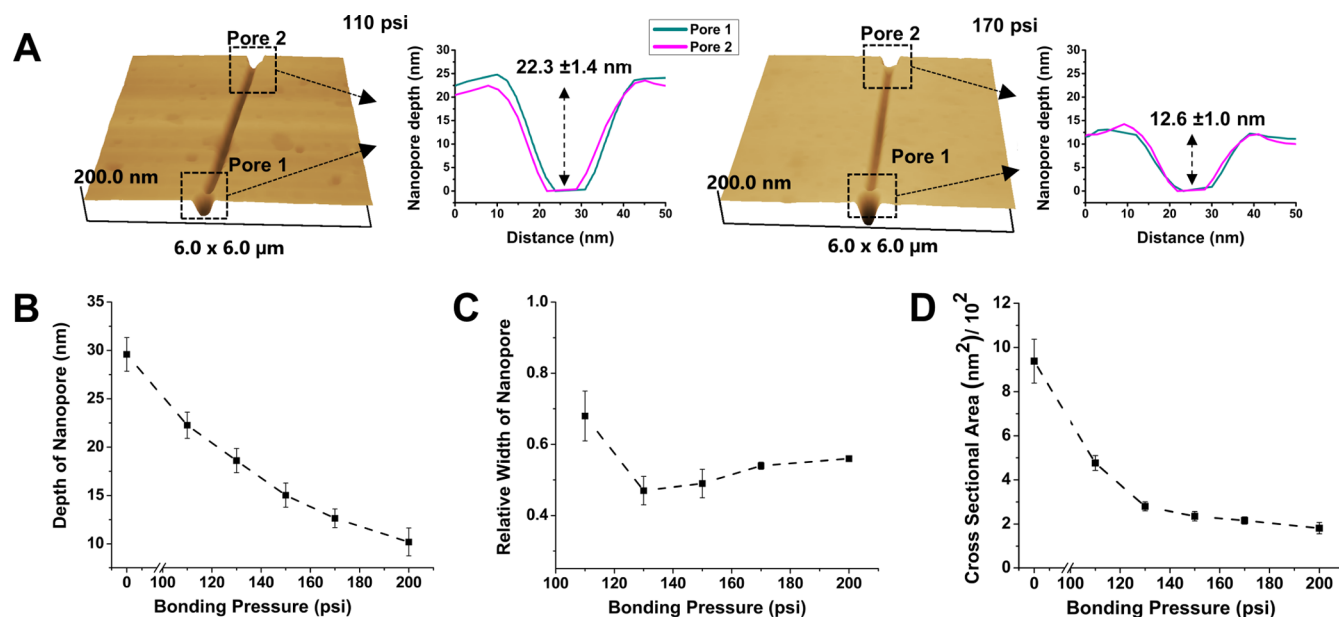 A
110 psi
Pore 2
Pore 1
200.0 nm
6.0 x 6.0 µm
Nanopore depth (nm)
30
25
20
15
10
5
0
22.3 ±1.4 nm
0 10 20 30 40 50
Distance (nm)
Pore 1
Pore 2
170 psi
Pore 2
Pore 1
200.0 nm
6.0 x 6.0 µm
Nanopore depth (nm)
30
25
20
15
10
5
0
12.6 ±1.0 nm
0 10 20 30 40 50
Distance (nm)
B
Depth of Nanopore (nm)
35
30
25
20
15
10
0 100 120 140 160 180 200
Bonding Pressure (psi)
C
Relative Width of Nanopore
1.0
0.8
0.6
0.4
100 120 140 160 180 200
Bonding Pressure (psi)
D
Cross Sectional Area (nm²)/ 10²
12
10
8
6
4
2
0
0 100 120 140 160 180 200
Bonding Pressure (psi)